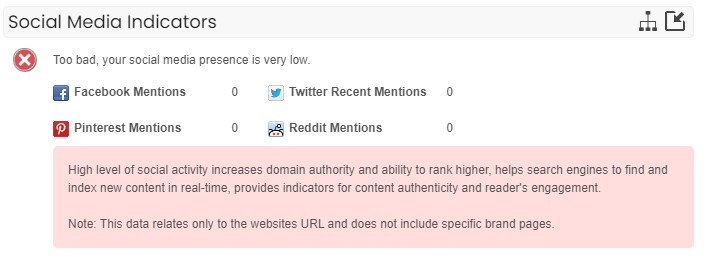 Social Media Indicators
Too bad, your social media presence is very low.
Facebook Mentions 0 Twitter Recent Mentions 0
Pinterest Mentions 0 Reddit Mentions 0
High level of social activity increases domain authority and ability to rank higher, helps search engines to find and
index new content in real-time, provides indicators for content authenticity and reader's engagement.
Note: This data relates only to the websites URL and does not include specific brand pages.